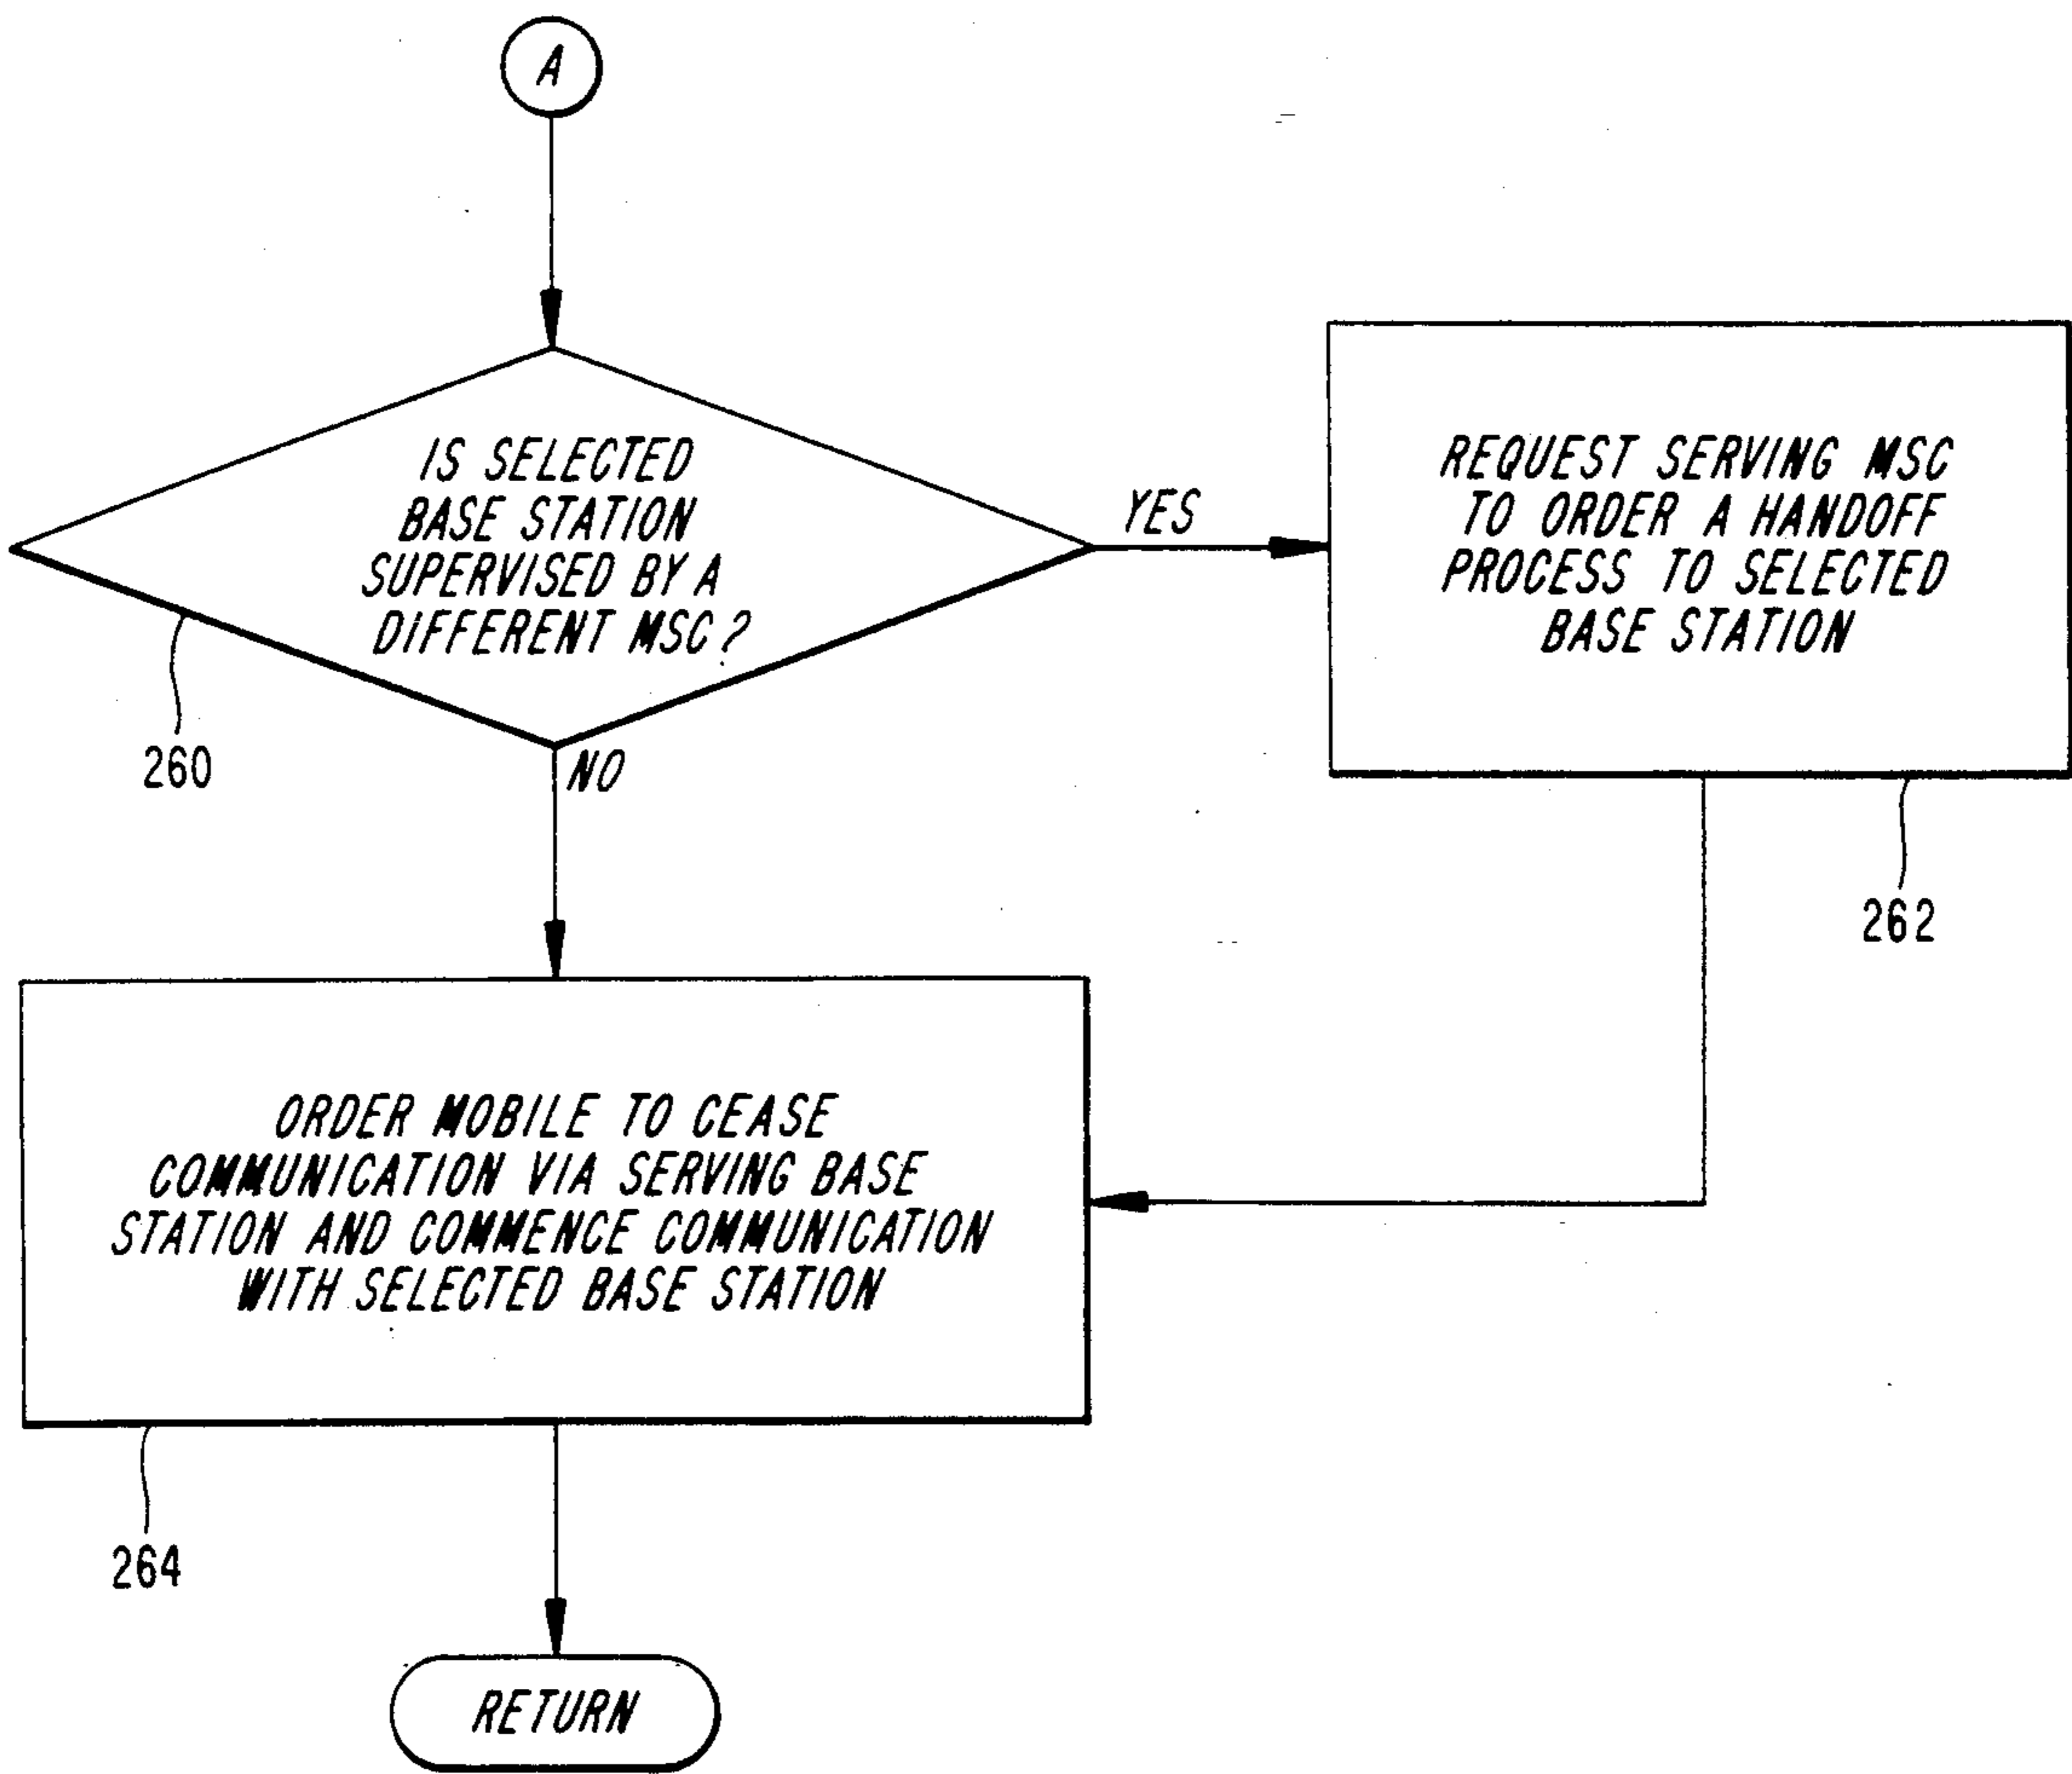 A
IS SELECTED
BASE STATION
SUPERVISED BY A
DIFFERENT MSC?
YES
REQUEST SERVING MSC
TO ORDER A HANDOFF
PROCESS TO SELECTED
BASE STATION
260
NO
262
ORDER MOBILE TO CEASE
COMMUNICATION VIA SERVING BASE
STATION AND COMMENCE COMMUNICATION
WITH SELECTED BASE STATION
264
RETURN